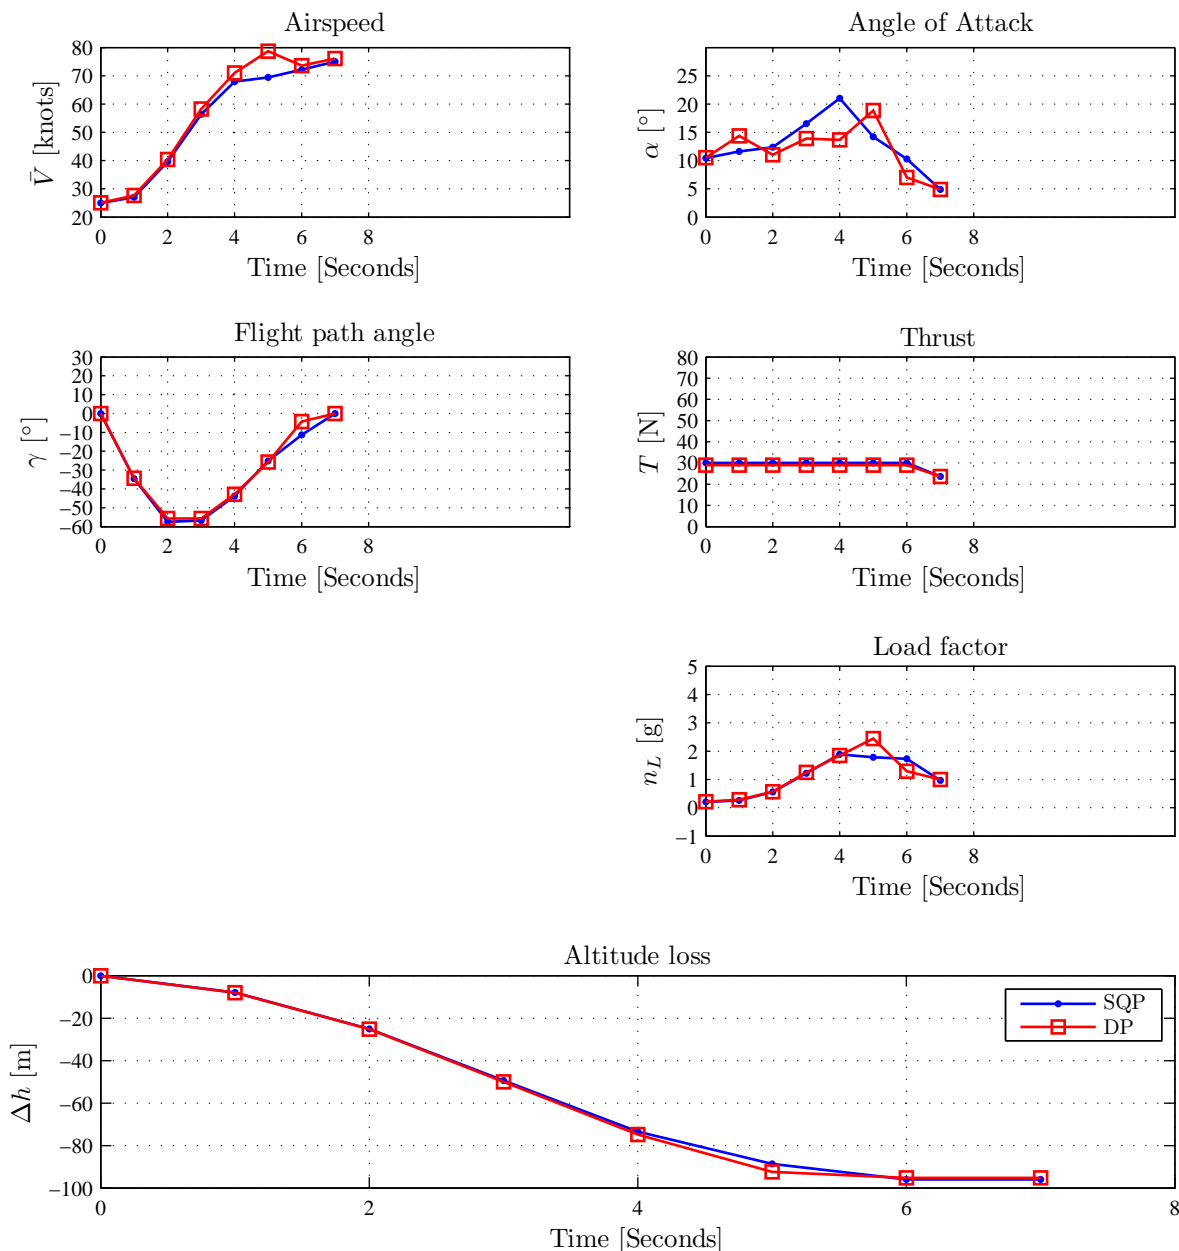 Airspeed
80
70
60
50
40
30
20
V̄ [knots]
0 2 4 6 8
Time [Seconds]
Angle of Attack
25
20
15
10
5
0
α [°]
0 2 4 6 8
Time [Seconds]
Flight path angle
30
20
10
0
−10
−20
−30
−40
−50
−60
γ [°]
0 2 4 6 8
Time [Seconds]
Thrust
80
70
60
50
40
30
20
10
0
T [N]
0 2 4 6 8
Time [Seconds]
Load factor
5
4
3
2
1
0
−1
n_L [g]
0 2 4 6 8
Time [Seconds]
Altitude loss
0
−20
−40
−60
−80
−100
Δh [m]
SQP
DP
0 2 4 6 8
Time [Seconds]